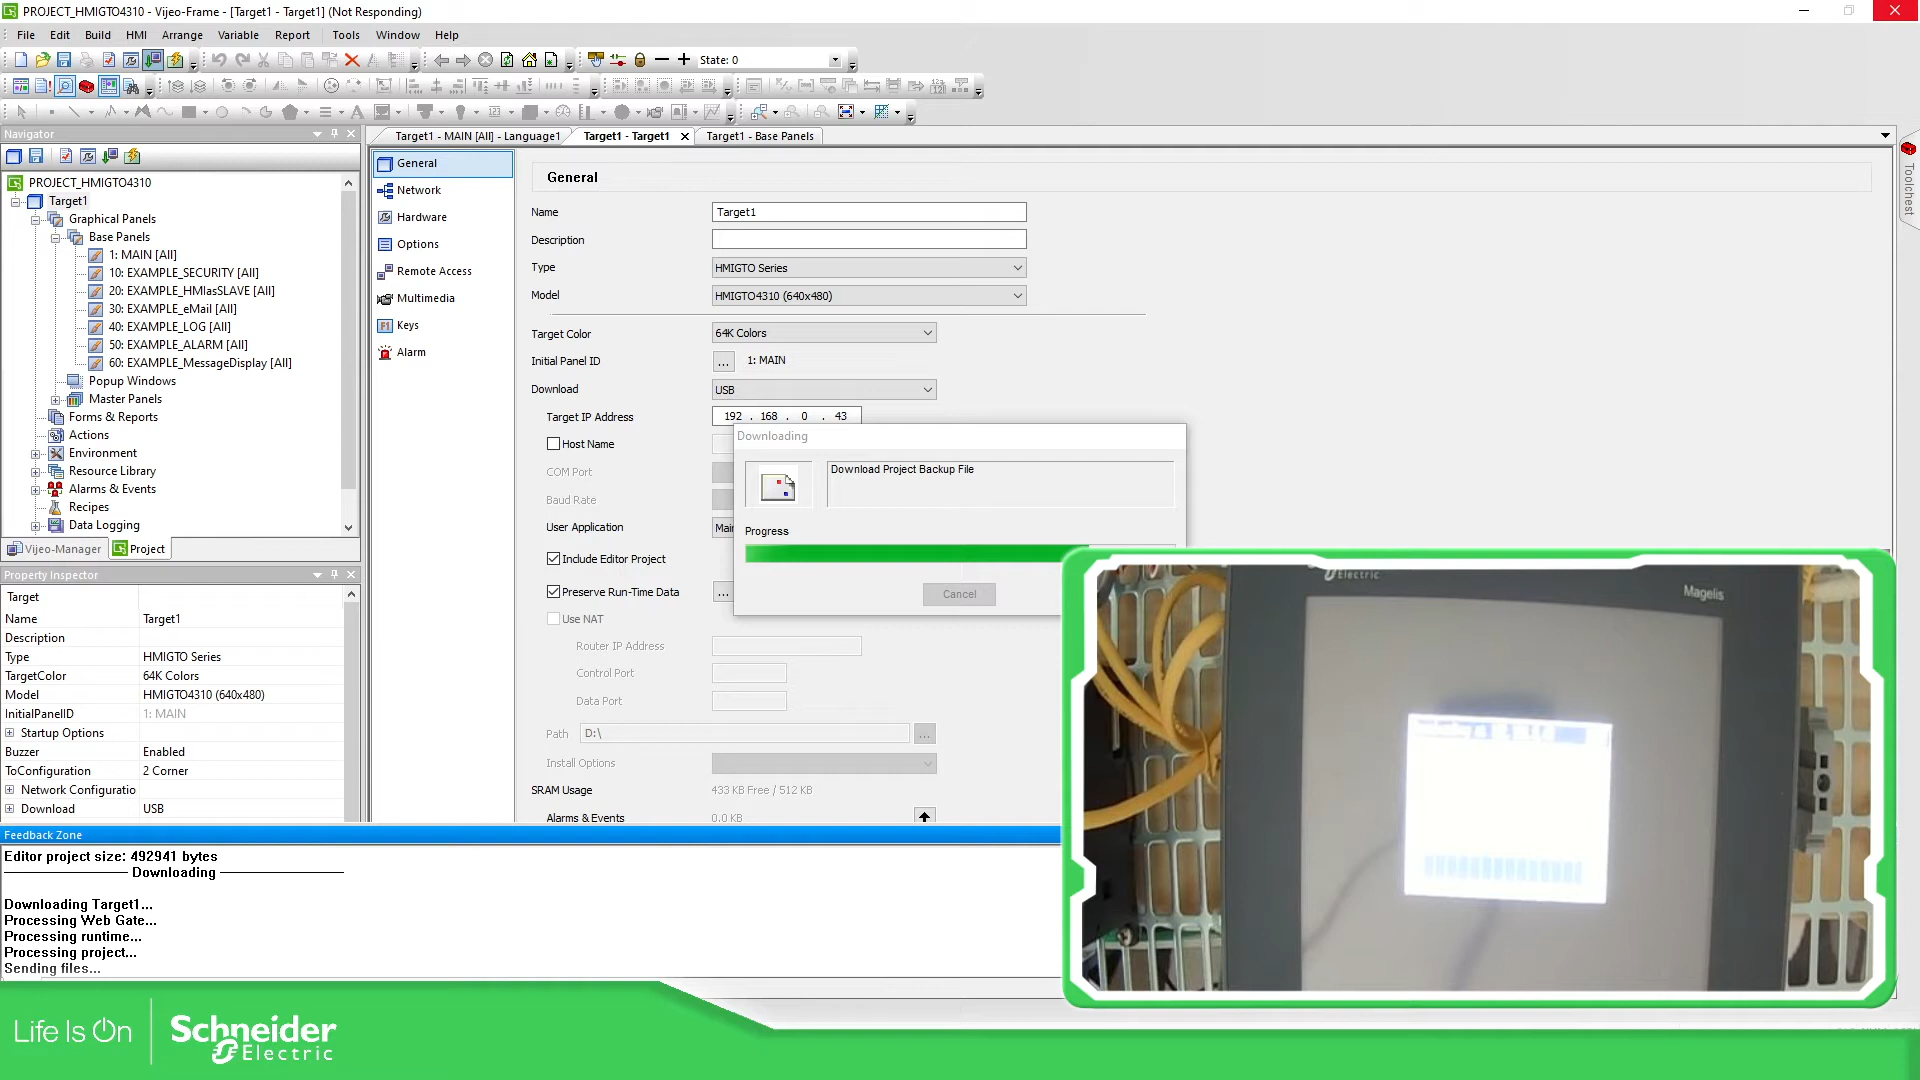 PROJECT_HMIGTO4310 - Vijeo-Frame - [Target1 - Target1] (Not Responding)
File Edit Build HMI Arrange Variable Report Tools Window Help
State: 0
Navigator
Target1 - MAIN [All] - Language1 Target1 - Target1 Target1 - Base Panels
Toolchest
PROJECT_HMIGTO4310
Target1
Graphical Panels
Base Panels
1: MAIN [All]
10: EXAMPLE_SECURITY [All]
20: EXAMPLE_HMIasSLAVE [All]
30: EXAMPLE_eMail [All]
40: EXAMPLE_LOG [All]
50: EXAMPLE_ALARM [All]
60: EXAMPLE_MessageDisplay [All]
Popup Windows
Master Panels
Forms & Reports
Actions
Environment
Resource Library
Alarms & Events
Recipes
Data Logging
Vijeo-Manager Project
General
Network
Hardware
Options
Remote Access
Multimedia
Keys
Alarm
General
Name Target1
Description
Type HMIGTO Series
Model HMIGTO4310 (640x480)
Target Color 64K Colors
Initial Panel ID ... 1: MAIN
Download USB
Target IP Address 192 . 168 . 0 . 43
Host Name
COM Port
Baud Rate
User Application
Include Editor Project
Preserve Run-Time Data ...
Use NAT
Router IP Address
Control Port
Data Port
Path D:\ ...
Install Options
SRAM Usage 433 KB Free / 512 KB
Alarms & Events 0.0 KB
Downloading
Download Project Backup File
Progress
Cancel
Property Inspector
Target
Name Target1
Description
Type HMIGTO Series
TargetColor 64K Colors
Model HMIGTO4310 (640x480)
InitialPanelID 1: MAIN
Startup Options
Buzzer Enabled
ToConfiguration 2 Corner
Network Configuratio
Download USB
Feedback Zone
Editor project size: 492941 bytes
Downloading
Downloading Target1...
Processing Web Gate...
Processing runtime...
Processing project...
Sending files...
Electric
Magelis
Life Is On
Schneider
Electric